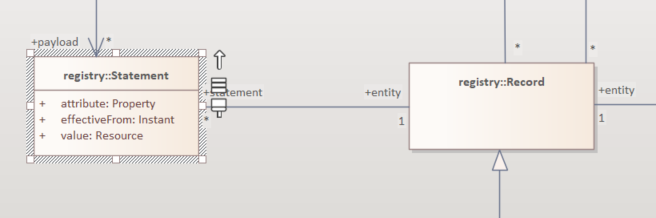 +payload
*
*
*
registry::Statement
+ attribute: Property
+ effectiveFrom: Instant
+ value: Resource
+statement
*
+entity
1
registry::Record
+entity
1